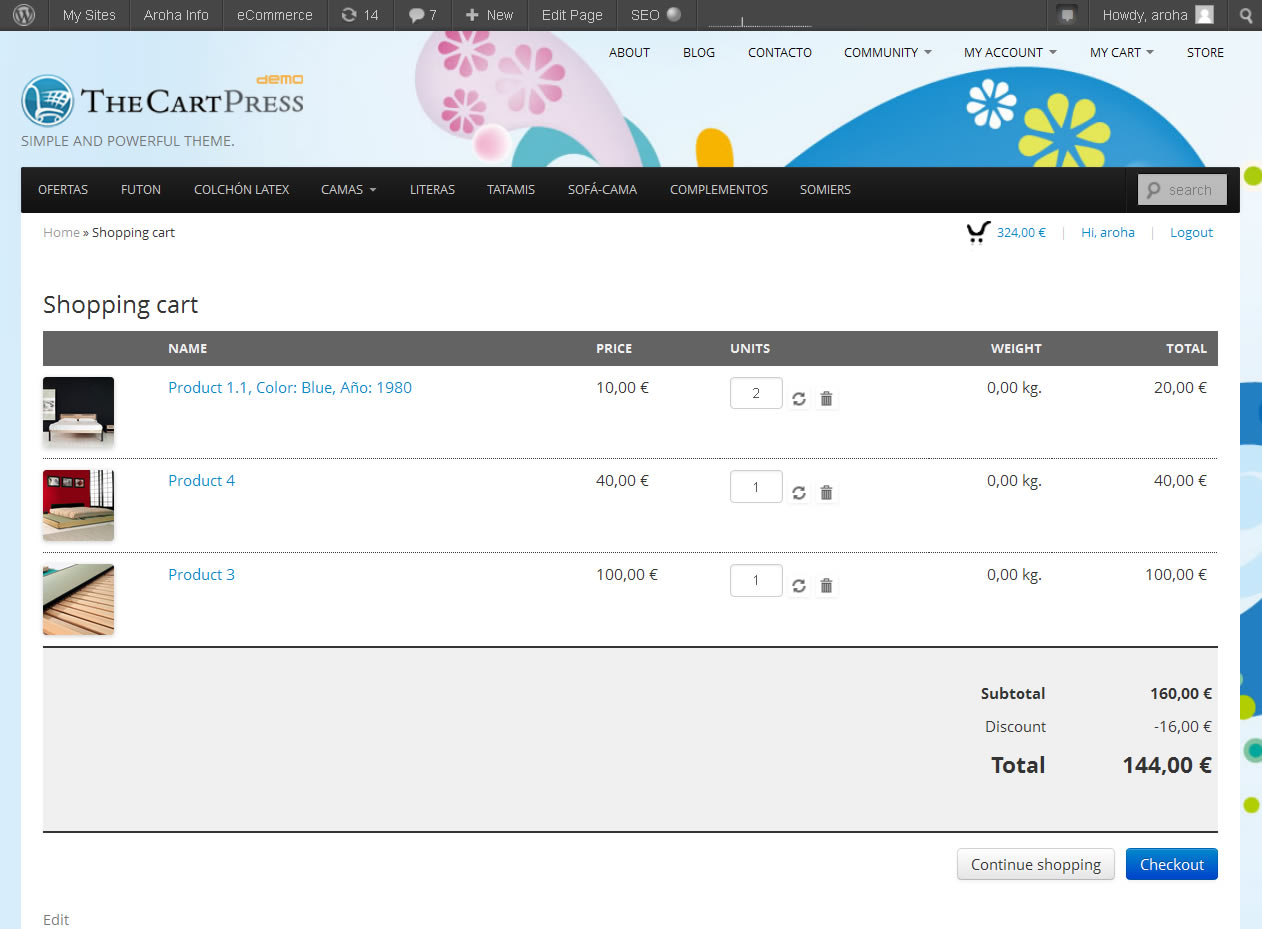 My Sites Aroha Info eCommerce 14 7 New Edit Page SEO Howdy, aroha
ABOUT BLOG CONTACTO COMMUNITY MY ACCOUNT MY CART STORE
demo
THECARTPRESS
SIMPLE AND POWERFUL THEME.
OFERTAS FUTON COLCHÓN LATEX CAMAS LITERAS TATAMIS SOFÁ-CAMA COMPLEMENTOS SOMIERS search
Home » Shopping cart 324,00 € | Hi, aroha | Logout
Shopping cart
NAME PRICE UNITS WEIGHT TOTAL
Product 1.1, Color: Blue, Año: 1980 10,00 € 2 0,00 kg. 20,00 €
Product 4 40,00 € 1 0,00 kg. 40,00 €
Product 3 100,00 € 1 0,00 kg. 100,00 €
Subtotal 160,00 €
Discount -16,00 €
Total 144,00 €
Continue shopping Checkout
Edit